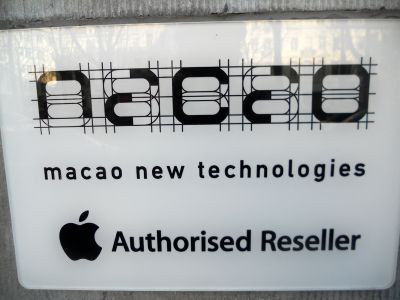 macao
macao new technologies
Authorised Reseller